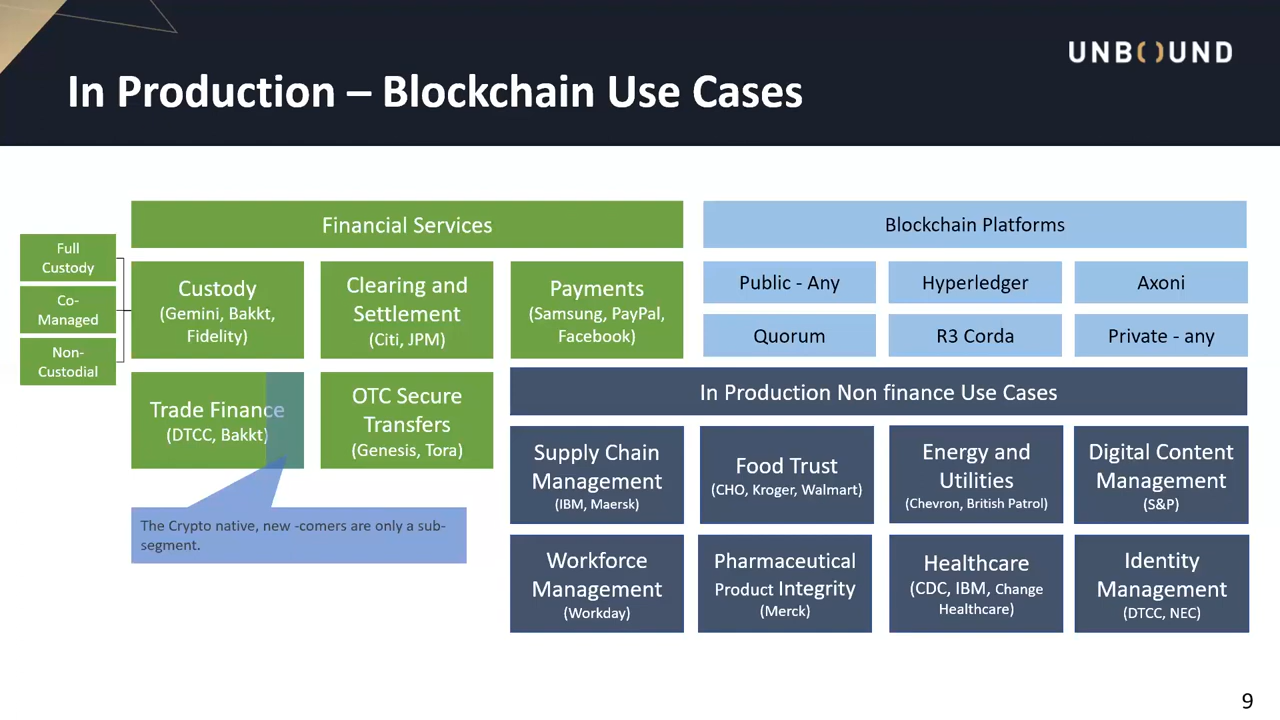 UNBOUND
In Production – Blockchain Use Cases
Financial Services
Full
Custody
Co-
Managed
Non-
Custodial
Custody
(Gemini, Bakkt,
Fidelity)
Clearing and
Settlement
(Citi, JPM)
Payments
(Samsung, PayPal,
Facebook)
Trade Finance
(DTCC, Bakkt)
OTC Secure
Transfers
(Genesis, Tora)
The Crypto native, new -comers are only a sub-
segment.
Blockchain Platforms
Public - Any
Hyperledger
Axoni
Quorum
R3 Corda
Private - any
In Production Non finance Use Cases
Supply Chain
Management
(IBM, Maersk)
Food Trust
(CHO, Kroger, Walmart)
Energy and
Utilities
(Chevron, British Patrol)
Digital Content
Management
(S&P)
Workforce
Management
(Workday)
Pharmaceutical
Product Integrity
(Merck)
Healthcare
(CDC, IBM, Change
Healthcare)
Identity
Management
(DTCC, NEC)
9